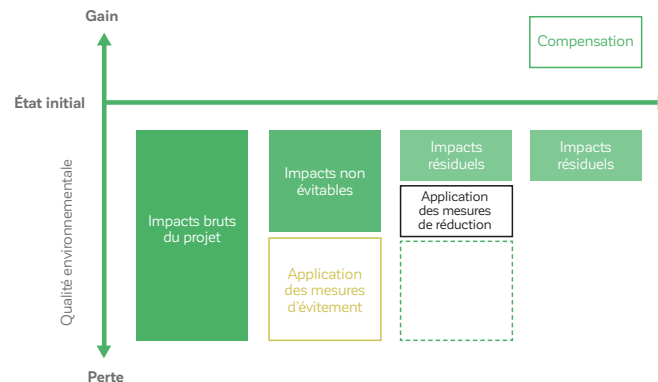 Gain
Compensation
État initial
Qualité environnementale
Impacts bruts
du projet
Impacts non
évitables
Application
des mesures
d'évitement
Impacts
résiduels
Application
des mesures
de réduction
Impacts
résiduels
Perte